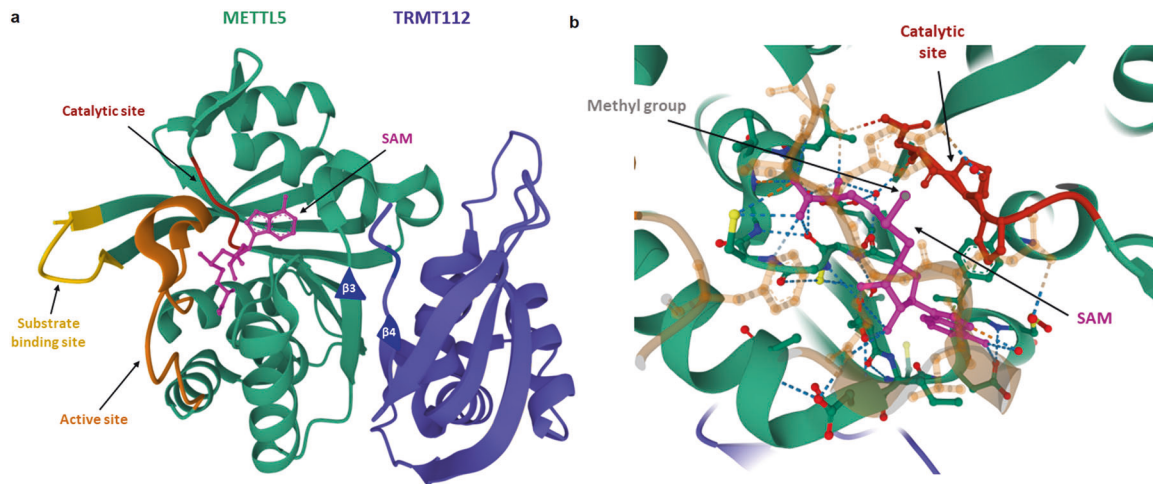 a
METTL5
TRMT112
Catalytic site
SAM
β3
β4
Substrate
binding site
Active site
b
Catalytic
site
Methyl group
SAM